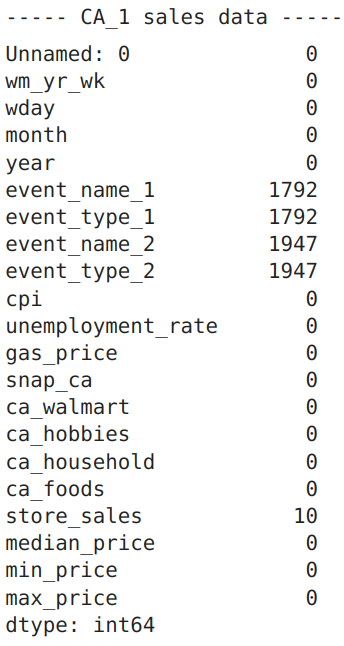 ----- CA_1 sales data -----
Unnamed: 0 0
wm_yr_wk 0
wday 0
month 0
year 0
event_name_1 1792
event_type_1 1792
event_name_2 1947
event_type_2 1947
cpi 0
unemployment_rate 0
gas_price 0
snap_ca 0
ca_walmart 0
ca_hobbies 0
ca_household 0
ca_foods 0
store_sales 10
median_price 0
min_price 0
max_price 0
dtype: int64